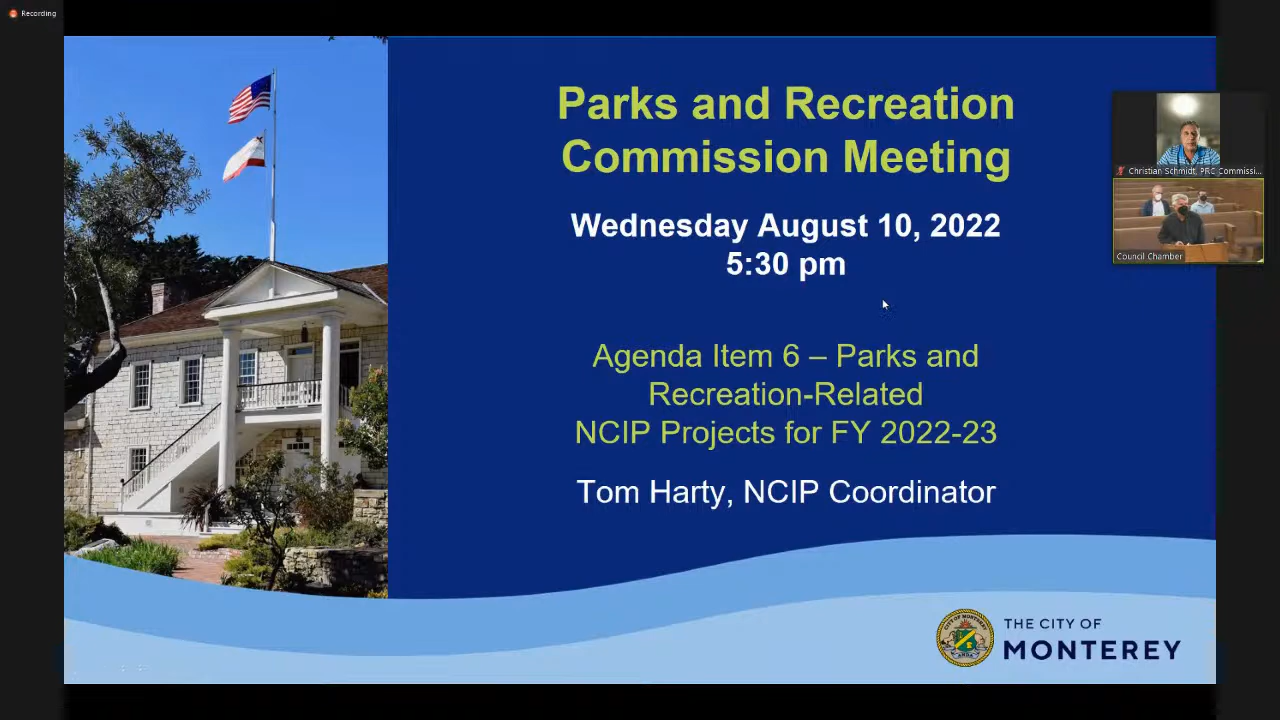 Recording
Parks and Recreation
Commission Meeting
Wednesday August 10, 2022
5:30 pm
Agenda Item 6 – Parks and
Recreation-Related
NCIP Projects for FY 2022-23
Tom Harty, NCIP Coordinator
Christian Schmidt, PRC Commissi...
Council Chamber
THE CITY OF
MONTEREY